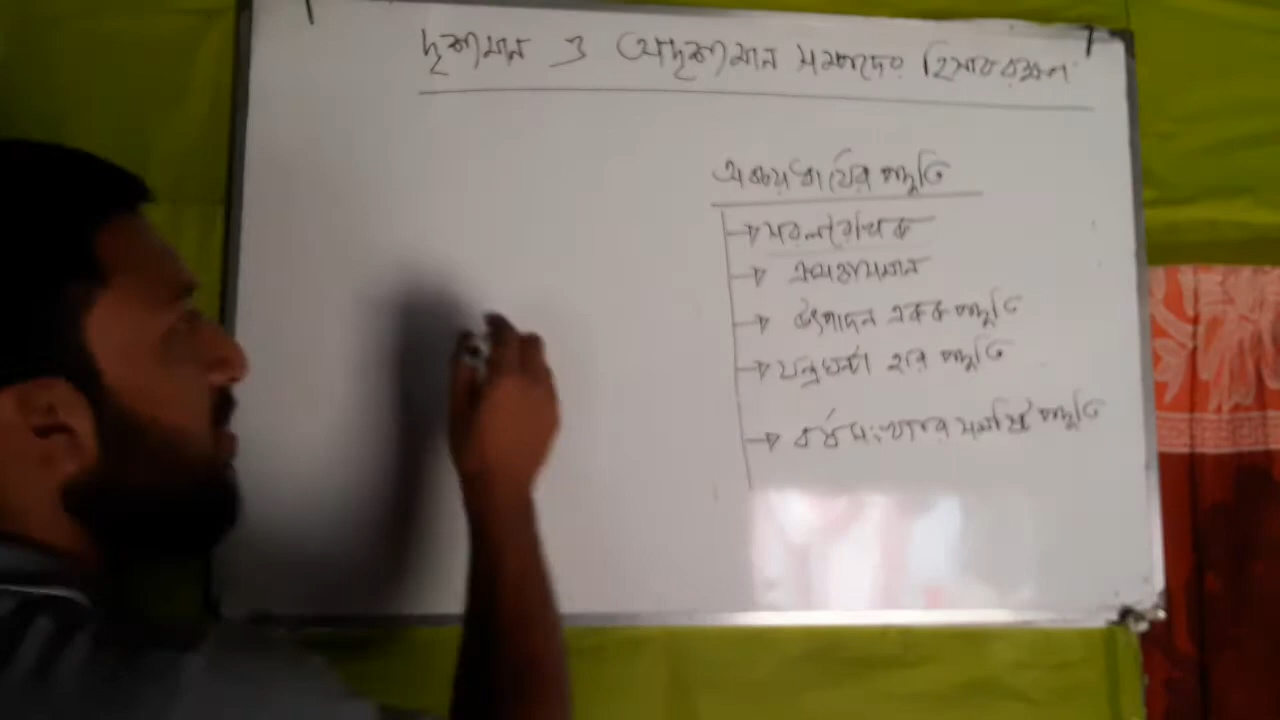 দৃশ্যমান ও অদৃশ্যমান সম্পদের হিসাবরক্ষণ
অবচয় ধার্যের পদ্ধতি
সরলরৈখিক
ক্রমহ্রাসমান
উৎপাদন একক পদ্ধতি
যন্ত্রঘন্টা হার পদ্ধতি
বর্ষ সংখ্যার সমষ্টি পদ্ধতি